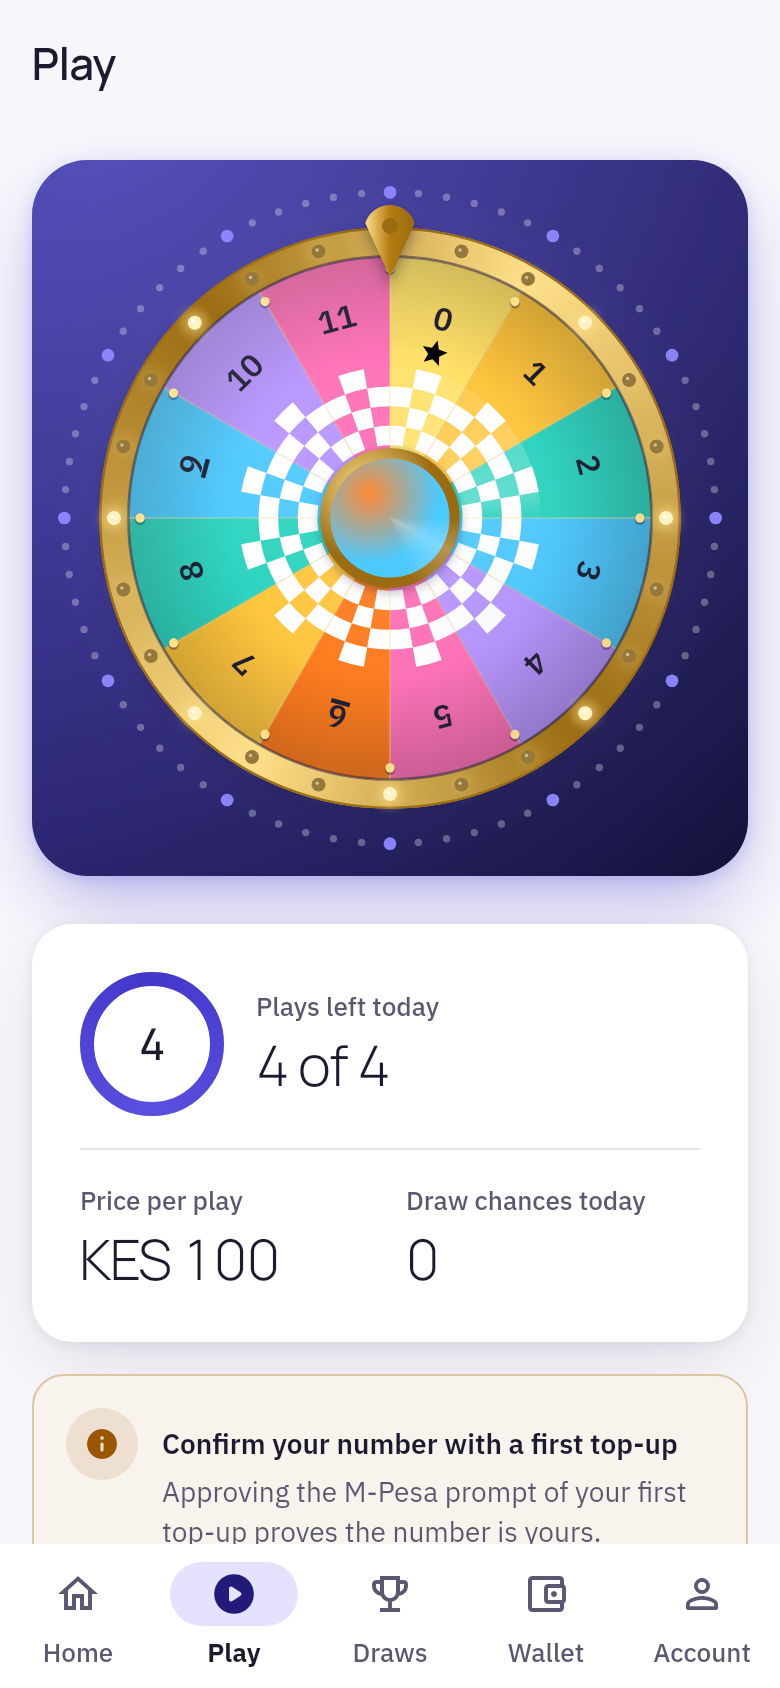 Play
0
1
2
3
4
5
6
7
8
9
10
11
4
Plays left today
4 of 4
Price per play
KES 100
Draw chances today
0
Confirm your number with a first top-up
Approving the M-Pesa prompt of your first
top-up proves the number is yours.
Home
Play
Draws
Wallet
Account